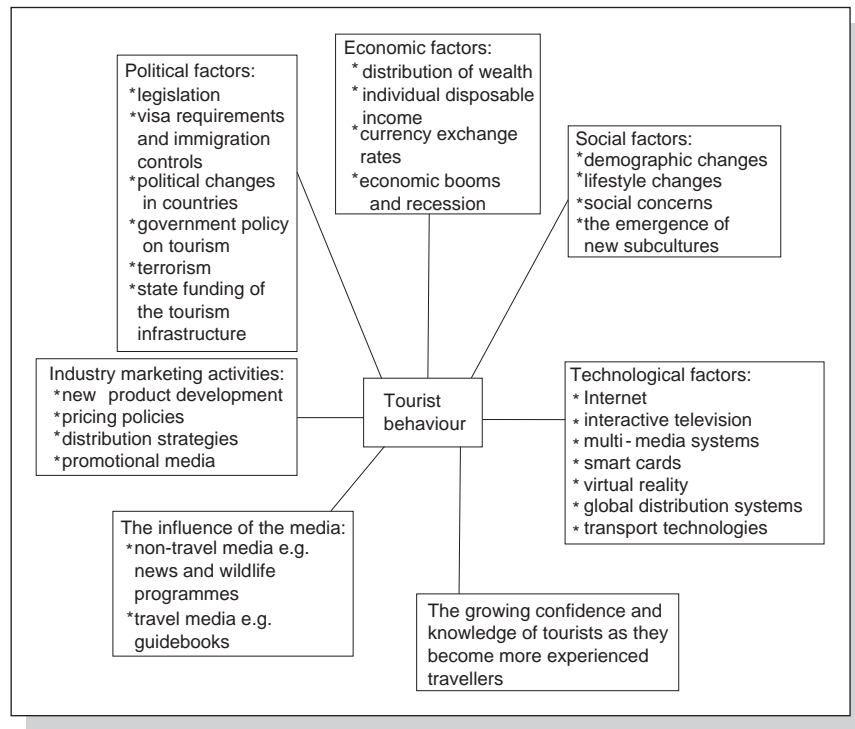 Political factors:
*legislation
*visa requirements
and immigration
controls
*political changes
in countries
*government policy
on tourism
*terrorism
*state funding of
the tourism
infrastructure
Economic factors:
* distribution of wealth
* individual disposable
income
*currency exchange
rates
*economic booms
and recession
Social factors:
*demographic changes
*lifestyle changes
*social concerns
*the emergence of
new subcultures
Industry marketing activities:
*new product development
*pricing policies
*distribution strategies
*promotional media
Tourist
behaviour
Technological factors:
* Internet
* interactive television
* multi-media systems
* smart cards
* virtual reality
* global distribution systems
* transport technologies
The influence of the media:
*non-travel media e.g.
news and wildlife
programmes
*travel media e.g.
guidebooks
The growing confidence and
knowledge of tourists as they
become more experienced
travellers